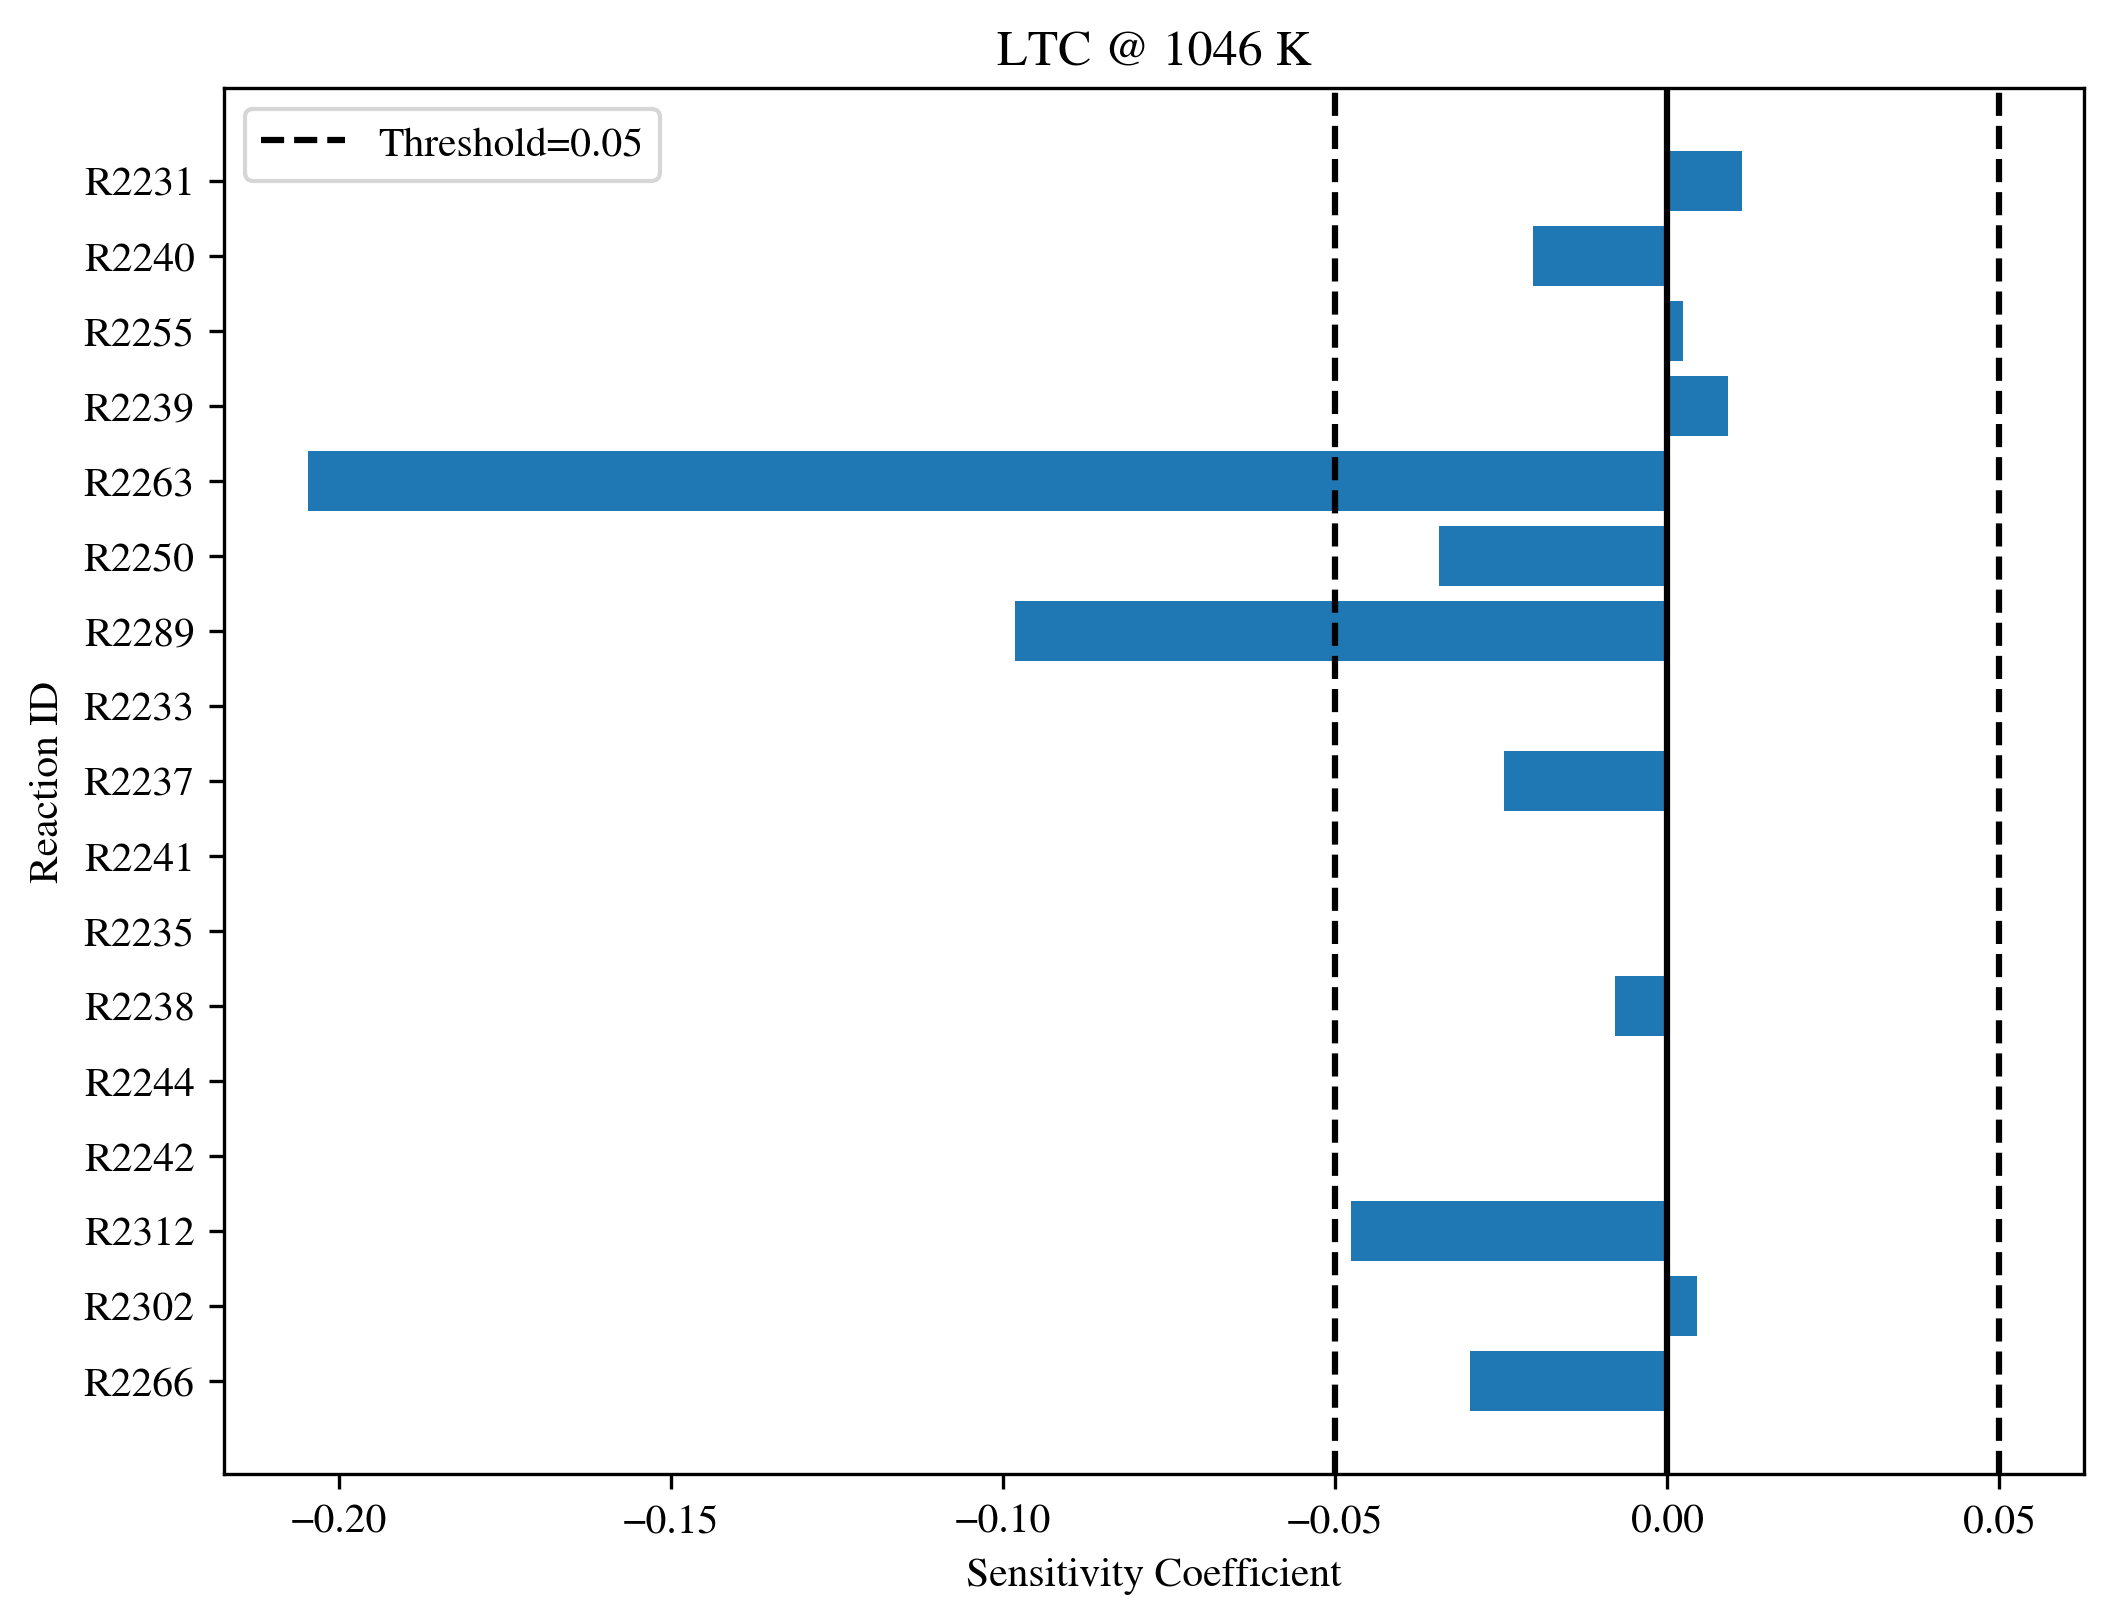 LTC @ 1046 K
Threshold=0.05
R2231
R2240
R2255
R2239
R2263
R2250
R2289
R2233
R2237
R2241
R2235
R2238
R2244
R2242
R2312
R2302
R2266
Reaction ID
−0.20 −0.15 −0.10 −0.05 0.00 0.05
Sensitivity Coefficient